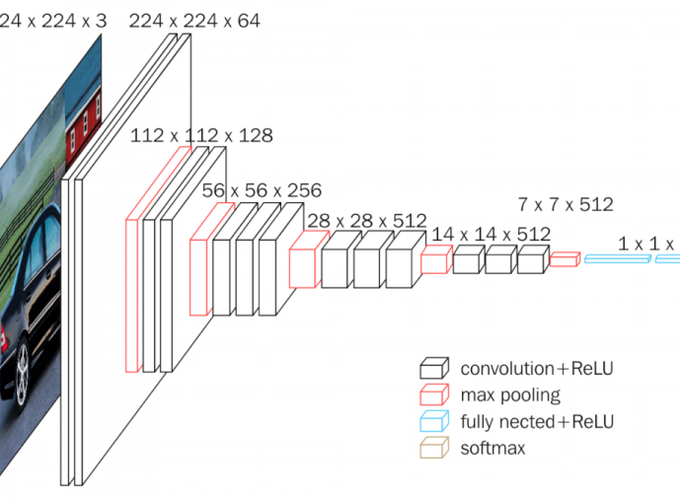 24 x 224 x 3
224 x 224 x 64
112 x 112 x 128
56 x 56 x 256
28 x 28 x 512
14 x 14 x 512
7 x 7 x 512
1 x 1 x
convolution+ReLU
max pooling
fully nected+ReLU
softmax